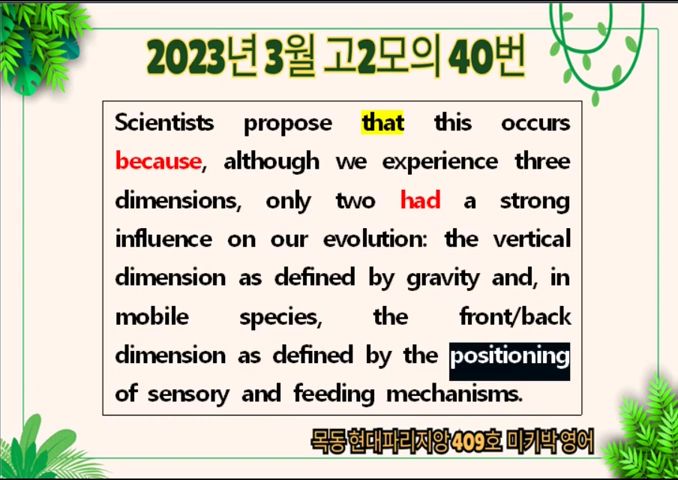 2023년 3월 고2모의 40번
Scientists propose that this occurs
because, although we experience three
dimensions, only two had a strong
influence on our evolution: the vertical
dimension as defined by gravity and, in
mobile species, the front/back
dimension as defined by the positioning
of sensory and feeding mechanisms.
목동 현대파리지앙 409호 미키박 영어